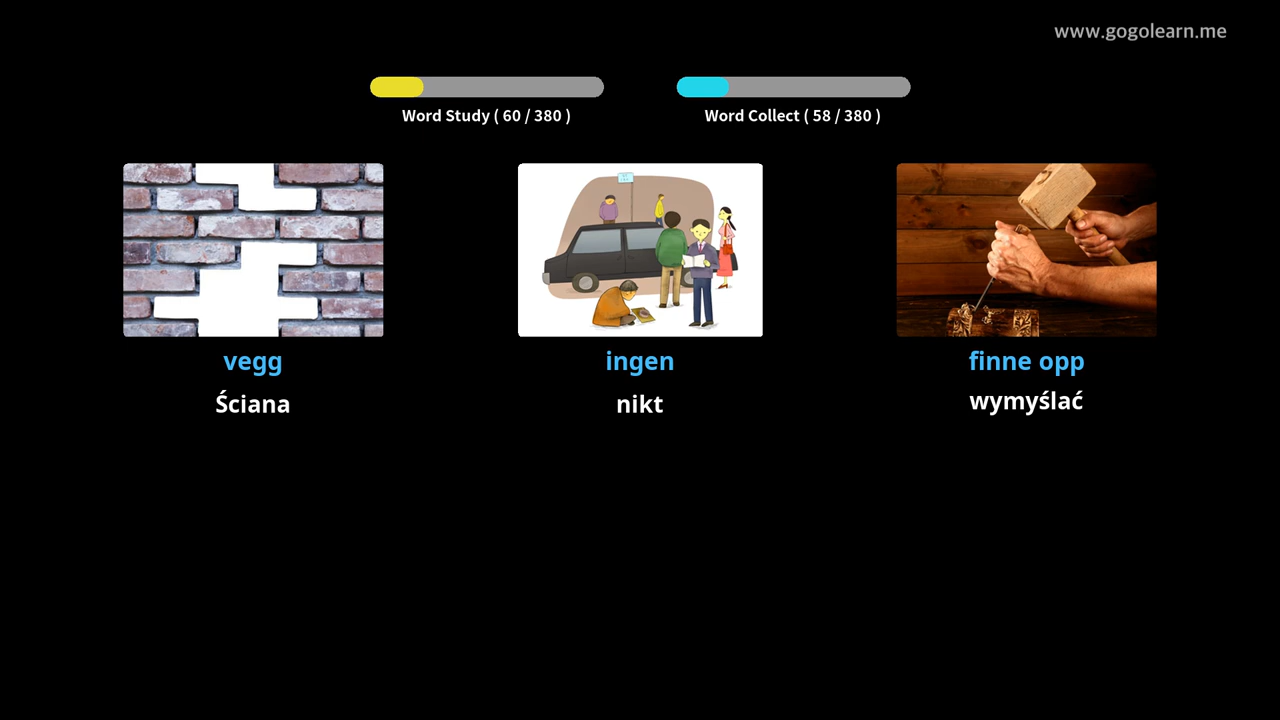 www.gogolearn.me
Word Study ( 60 / 380 )
Word Collect ( 58 / 380 )
vegg
Ściana
ingen
nikt
finne opp
wymyślać